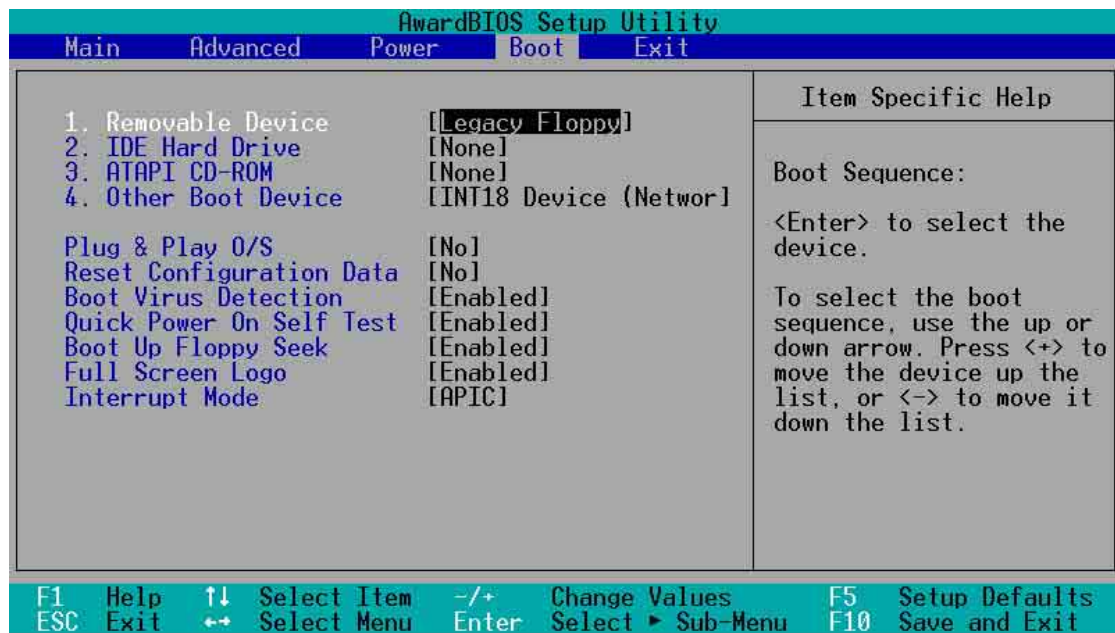 AwardBIOS Setup Utility
Main Advanced Power Boot Exit
1. Removable Device [Legacy Floppy]
2. IDE Hard Drive [None]
3. ATAPI CD-ROM [None]
4. Other Boot Device [INT18 Device (Networ]
Plug & Play O/S [No]
Reset Configuration Data [No]
Boot Virus Detection [Enabled]
Quick Power On Self Test [Enabled]
Boot Up Floppy Seek [Enabled]
Full Screen Logo [Enabled]
Interrupt Mode [APIC]
Item Specific Help
Boot Sequence:
<Enter> to select the
device.
To select the boot
sequence, use the up or
down arrow. Press <+> to
move the device up the
list, or <-> to move it
down the list.
F1 Help ↑↓ Select Item -/+ Change Values F5 Setup Defaults
ESC Exit ←→ Select Menu Enter Select ► Sub-Menu F10 Save and Exit